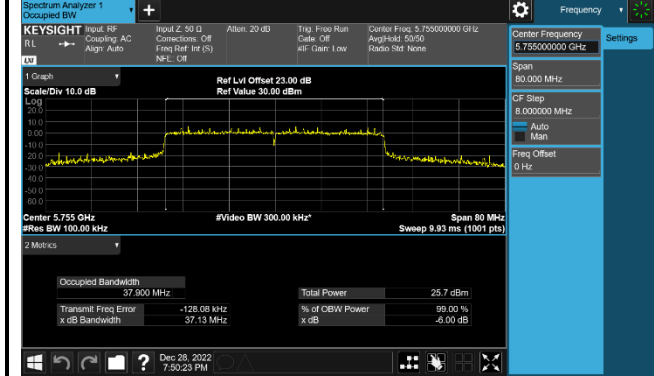 Spectrum Analyzer 1
Occupied BW
+
Frequency
KEYSIGHT
RL
LXI
Input: RF
Coupling: AC
Align: Auto
Input Z: 50 Ω
Corrections: Off
Freq Ref: Int (S)
NFE: Off
Atten: 20 dB
Trig: Free Run
Gate: Off
#IF Gain: Low
Center Freq: 5.755000000 GHz
Avg|Hold: 50/50
Radio Std: None
Center Frequency
5.755000000 GHz
Settings
Span
80.000 MHz
CF Step
8.000000 MHz
Auto
Man
Freq Offset
0 Hz
1 Graph
Scale/Div 10.0 dB
Ref Lvl Offset 23.00 dB
Ref Value 30.00 dBm
Log
20.0
10.0
0.00
-10.0
-20.0
-30.0
-40.0
-50.0
-60.0
Center 5.755 GHz
#Res BW 100.00 kHz
#Video BW 300.00 kHz*
Span 80 MHz
Sweep 9.93 ms (1001 pts)
2 Metrics
Occupied Bandwidth
37.900 MHz
Total Power 25.7 dBm
Transmit Freq Error -128.08 kHz
% of OBW Power 99.00 %
x dB Bandwidth 37.13 MHz
x dB -6.00 dB
?
Dec 28, 2022
7:50:23 PM